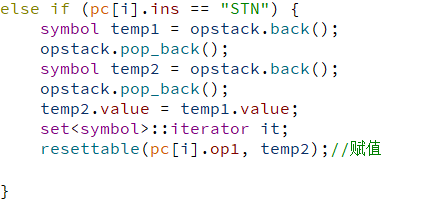 else if (pc[i].ins == "STN") {
symbol temp1 = opstack.back();
opstack.pop_back();
symbol temp2 = opstack.back();
opstack.pop_back();
temp2.value = temp1.value;
set<symbol>::iterator it;
resettable(pc[i].op1, temp2);//赋值
}